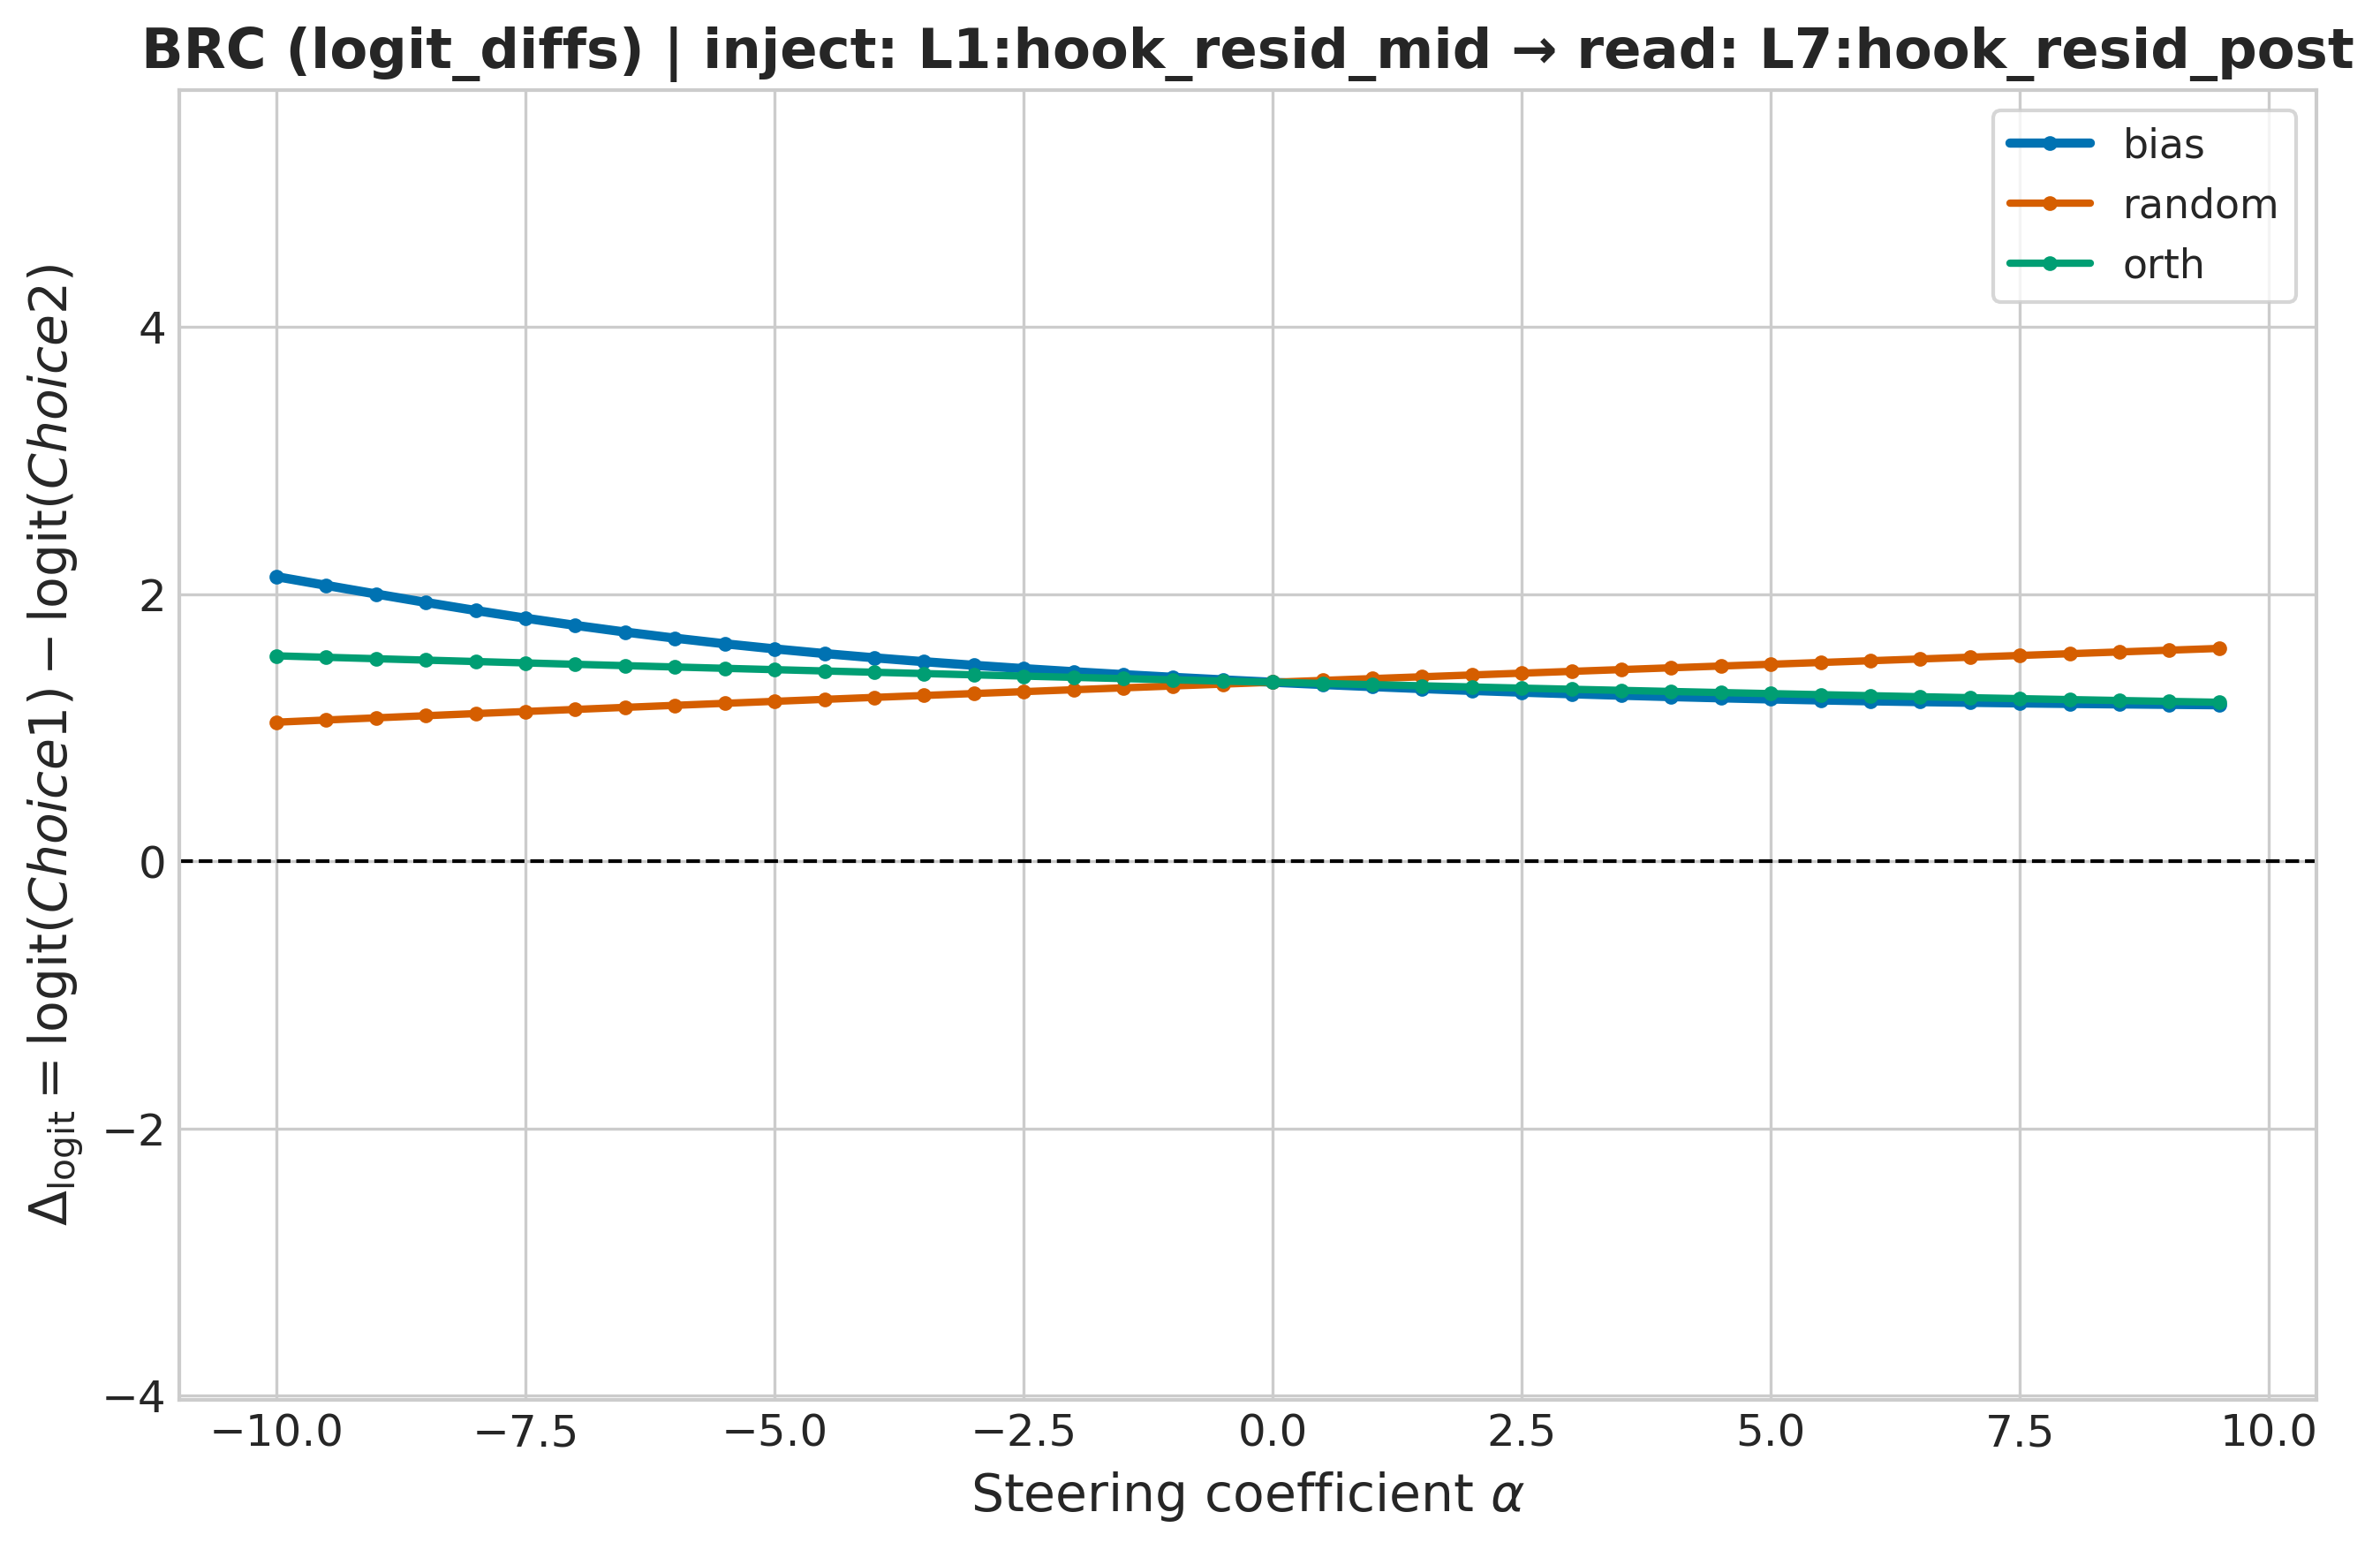 BRC (logit_diffs) | inject: L1:hook_resid_mid → read: L7:hook_resid_post
bias
random
orth
Δlogit = logit(Choice1) − logit(Choice2)
4
2
0
−2
−4
−10.0 −7.5 −5.0 −2.5 0.0 2.5 5.0 7.5 10.0
Steering coefficient α